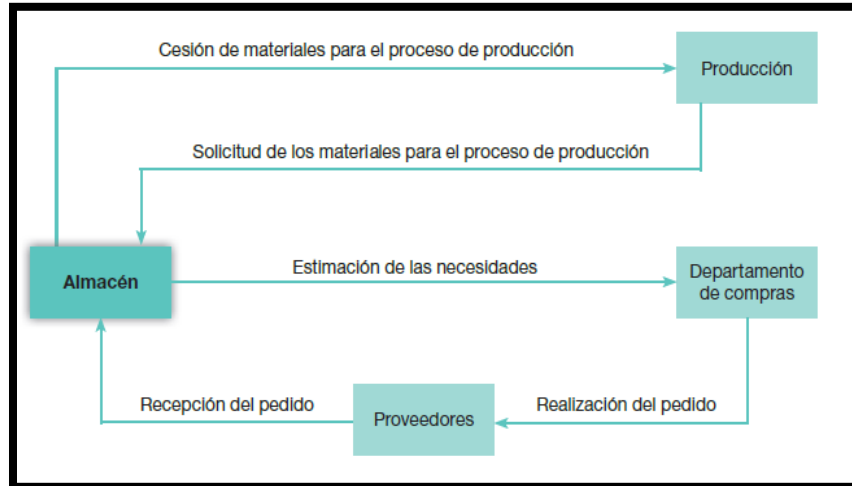 Cesión de materiales para el proceso de producción
Producción
Solicitud de los materiales para el proceso de producción
Almacén
Estimación de las necesidades
Departamento
de compras
Recepción del pedido
Proveedores
Realización del pedido